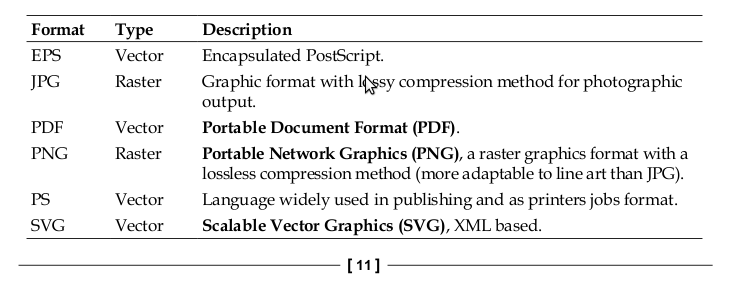 Format Type Description
EPS Vector Encapsulated PostScript.
JPG Raster Graphic format with lossy compression method for photographic
output.
PDF Vector Portable Document Format (PDF).
PNG Raster Portable Network Graphics (PNG), a raster graphics format with a
lossless compression method (more adaptable to line art than JPG).
PS Vector Language widely used in publishing and as printers jobs format.
SVG Vector Scalable Vector Graphics (SVG), XML based.
[ 11 ]